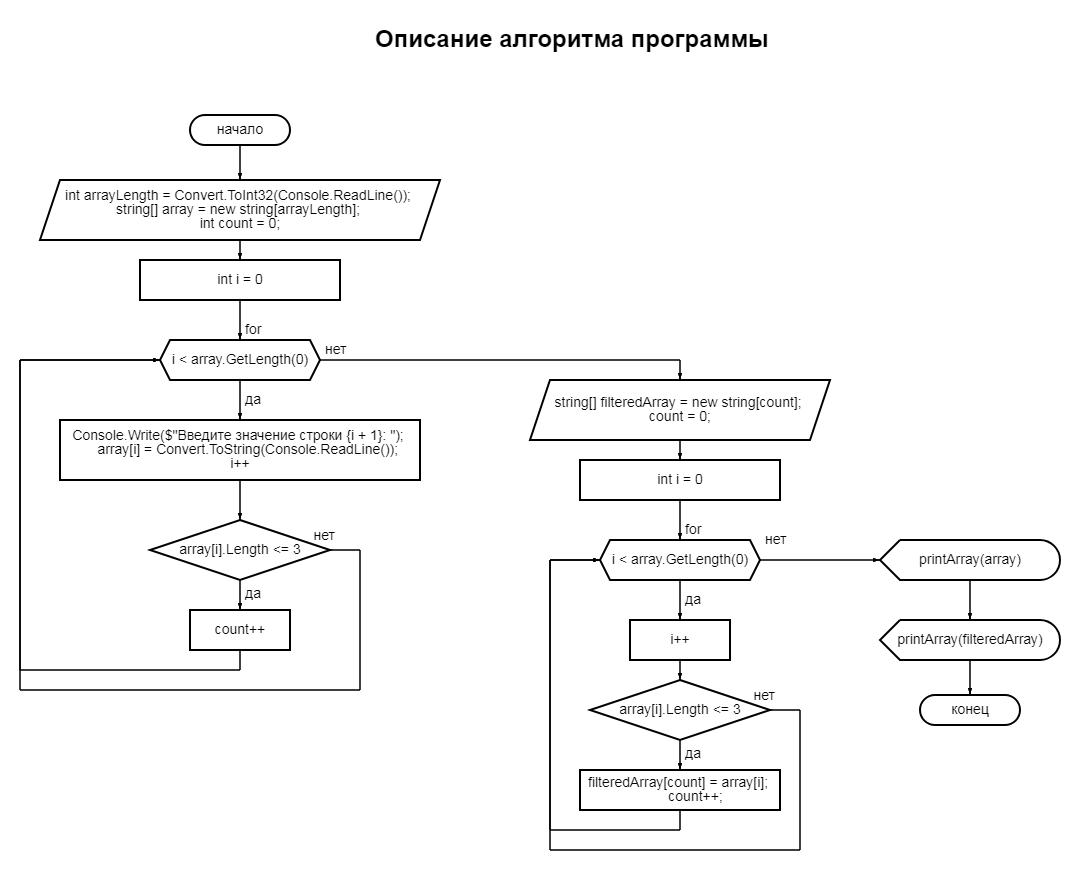 Описание алгоритма программы
начало
int arrayLength = Convert.ToInt32(Console.ReadLine());
string[] array = new string[arrayLength];
int count = 0;
int i = 0
for
i < array.GetLength(0)
нет
да
Console.Write($"Введите значение строки {i + 1}: ");
array[i] = Convert.ToString(Console.ReadLine());
i++
array[i].Length <= 3
нет
да
count++
string[] filteredArray = new string[count];
count = 0;
int i = 0
for
i < array.GetLength(0)
нет
да
i++
array[i].Length <= 3
нет
да
filteredArray[count] = array[i];
count++;
printArray(array)
printArray(filteredArray)
конец